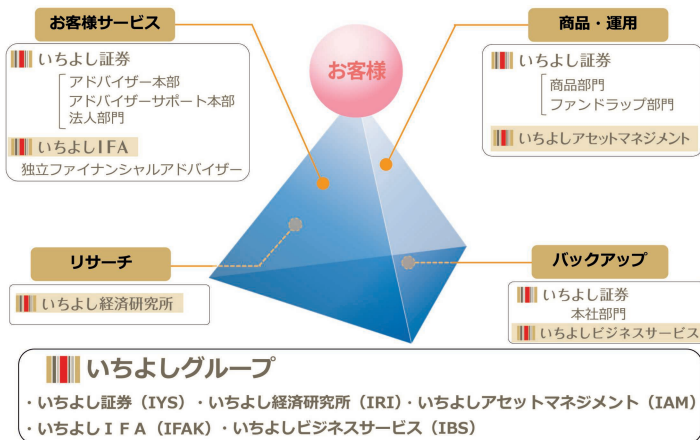 お客様サービス
いちよし証券
アドバイザー本部
アドバイザーサポート本部
法人部門
いちよしIFA
独立ファイナンシャルアドバイザー
お客様
商品・運用
いちよし証券
商品部門
ファンドラップ部門
いちよしアセットマネジメント
リサーチ
いちよし経済研究所
バックアップ
いちよし証券
本社部門
いちよしビジネスサービス
いちよしグループ
・いちよし証券（IYS）・いちよし経済研究所（IRI）・いちよしアセットマネジメント（IAM）
・いちよしＩＦＡ（IFAK）・いちよしビジネスサービス（IBS）